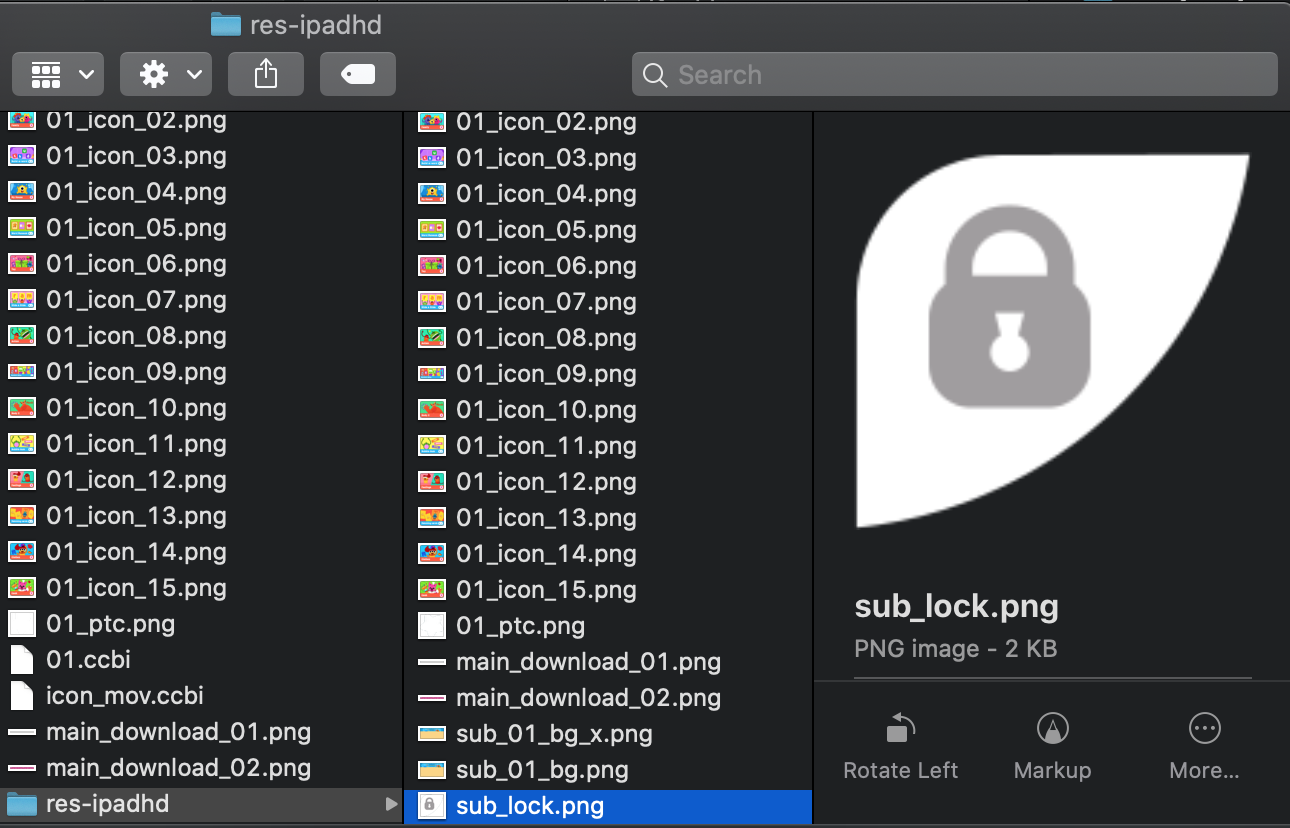 res-ipadhd
Search
01_icon_02.png
01_icon_03.png
01_icon_04.png
01_icon_05.png
01_icon_06.png
01_icon_07.png
01_icon_08.png
01_icon_09.png
01_icon_10.png
01_icon_11.png
01_icon_12.png
01_icon_13.png
01_icon_14.png
01_icon_15.png
01_ptc.png
01.ccbi
icon_mov.ccbi
main_download_01.png
main_download_02.png
res-ipadhd
01_icon_02.png
01_icon_03.png
01_icon_04.png
01_icon_05.png
01_icon_06.png
01_icon_07.png
01_icon_08.png
01_icon_09.png
01_icon_10.png
01_icon_11.png
01_icon_12.png
01_icon_13.png
01_icon_14.png
01_icon_15.png
01_ptc.png
main_download_01.png
main_download_02.png
sub_01_bg_x.png
sub_01_bg.png
sub_lock.png
sub_lock.png
PNG image - 2 KB
Rotate Left
Markup
More...